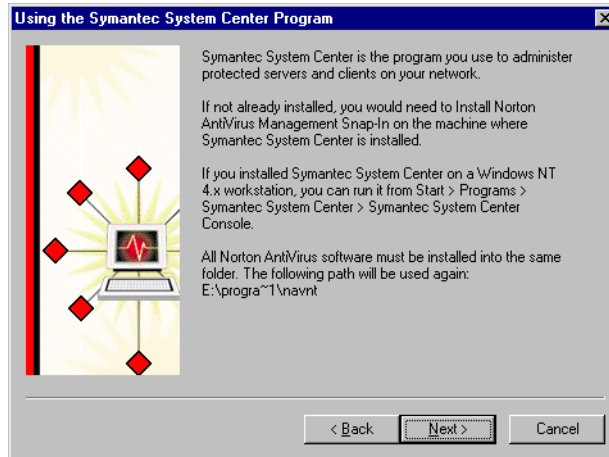 Using the Symantec System Center Program
Symantec System Center is the program you use to administer
protected servers and clients on your network.
If not already installed, you would need to Install Norton
AntiVirus Management Snap-In on the machine where
Symantec System Center is installed.
If you installed Symantec System Center on a Windows NT
4.x workstation, you can run it from Start > Programs >
Symantec System Center > Symantec System Center
Console.
All Norton AntiVirus software must be installed into the same
folder. The following path will be used again:
E:\progra~1\navnt
< Back
Next >
Cancel